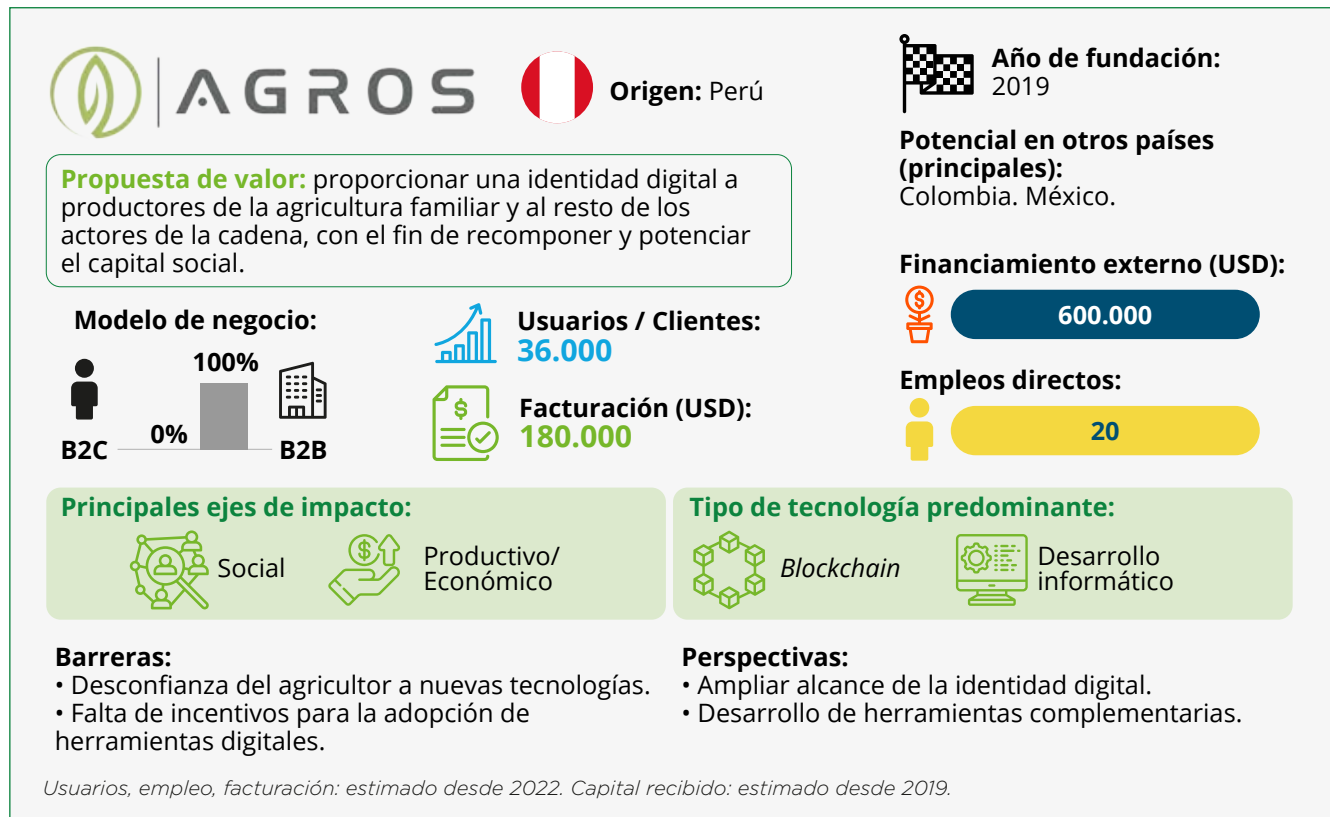 AGROS
Origen: Perú
Año de fundación:
2019
Potencial en otros países
(principales):
Colombia. México.
Propuesta de valor: proporcionar una identidad digital a
productores de la agricultura familiar y al resto de los
actores de la cadena, con el fin de recomponer y potenciar
el capital social.
Financiamiento externo (USD):
600.000
Modelo de negocio:
100%
0%
B2C
B2B
Usuarios / Clientes:
36.000
Facturación (USD):
180.000
Empleos directos:
20
Principales ejes de impacto:
Social
Productivo/
Económico
Tipo de tecnología predominante:
Blockchain
Desarrollo
informático
Barreras:
• Desconfianza del agricultor a nuevas tecnologías.
• Falta de incentivos para la adopción de
herramientas digitales.
Perspectivas:
• Ampliar alcance de la identidad digital.
• Desarrollo de herramientas complementarias.
Usuarios, empleo, facturación: estimado desde 2022. Capital recibido: estimado desde 2019.